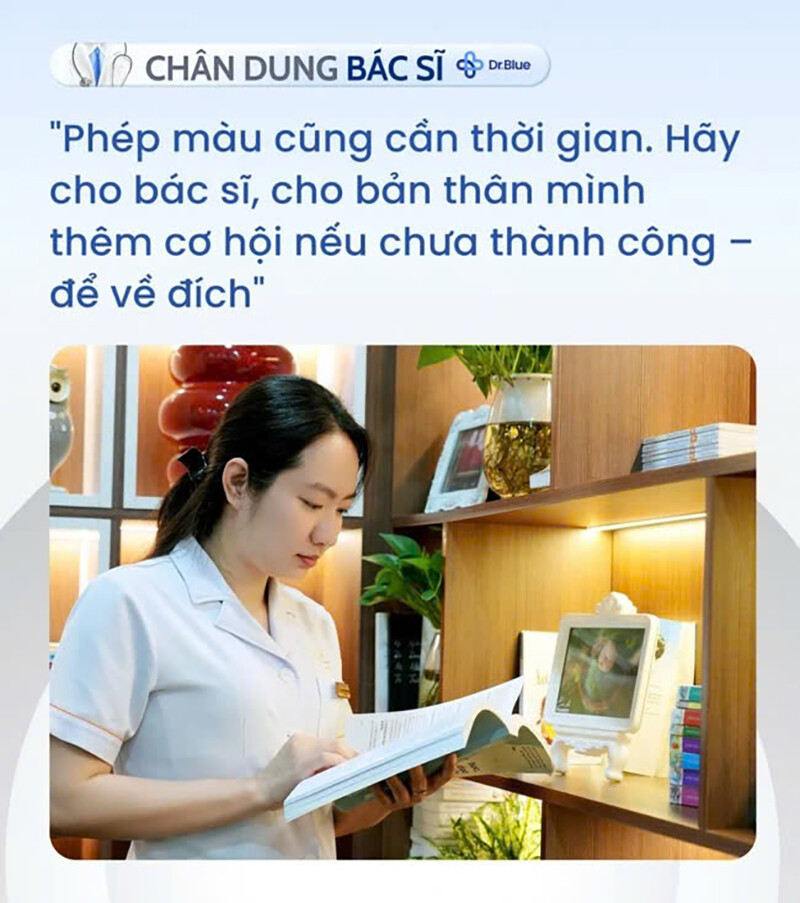 CHÂN DUNG BÁC SĨ Dr.Blue
"Phép màu cũng cần thời gian. Hãy
cho bác sĩ, cho bản thân mình
thêm cơ hội nếu chưa thành công –
để về đích"